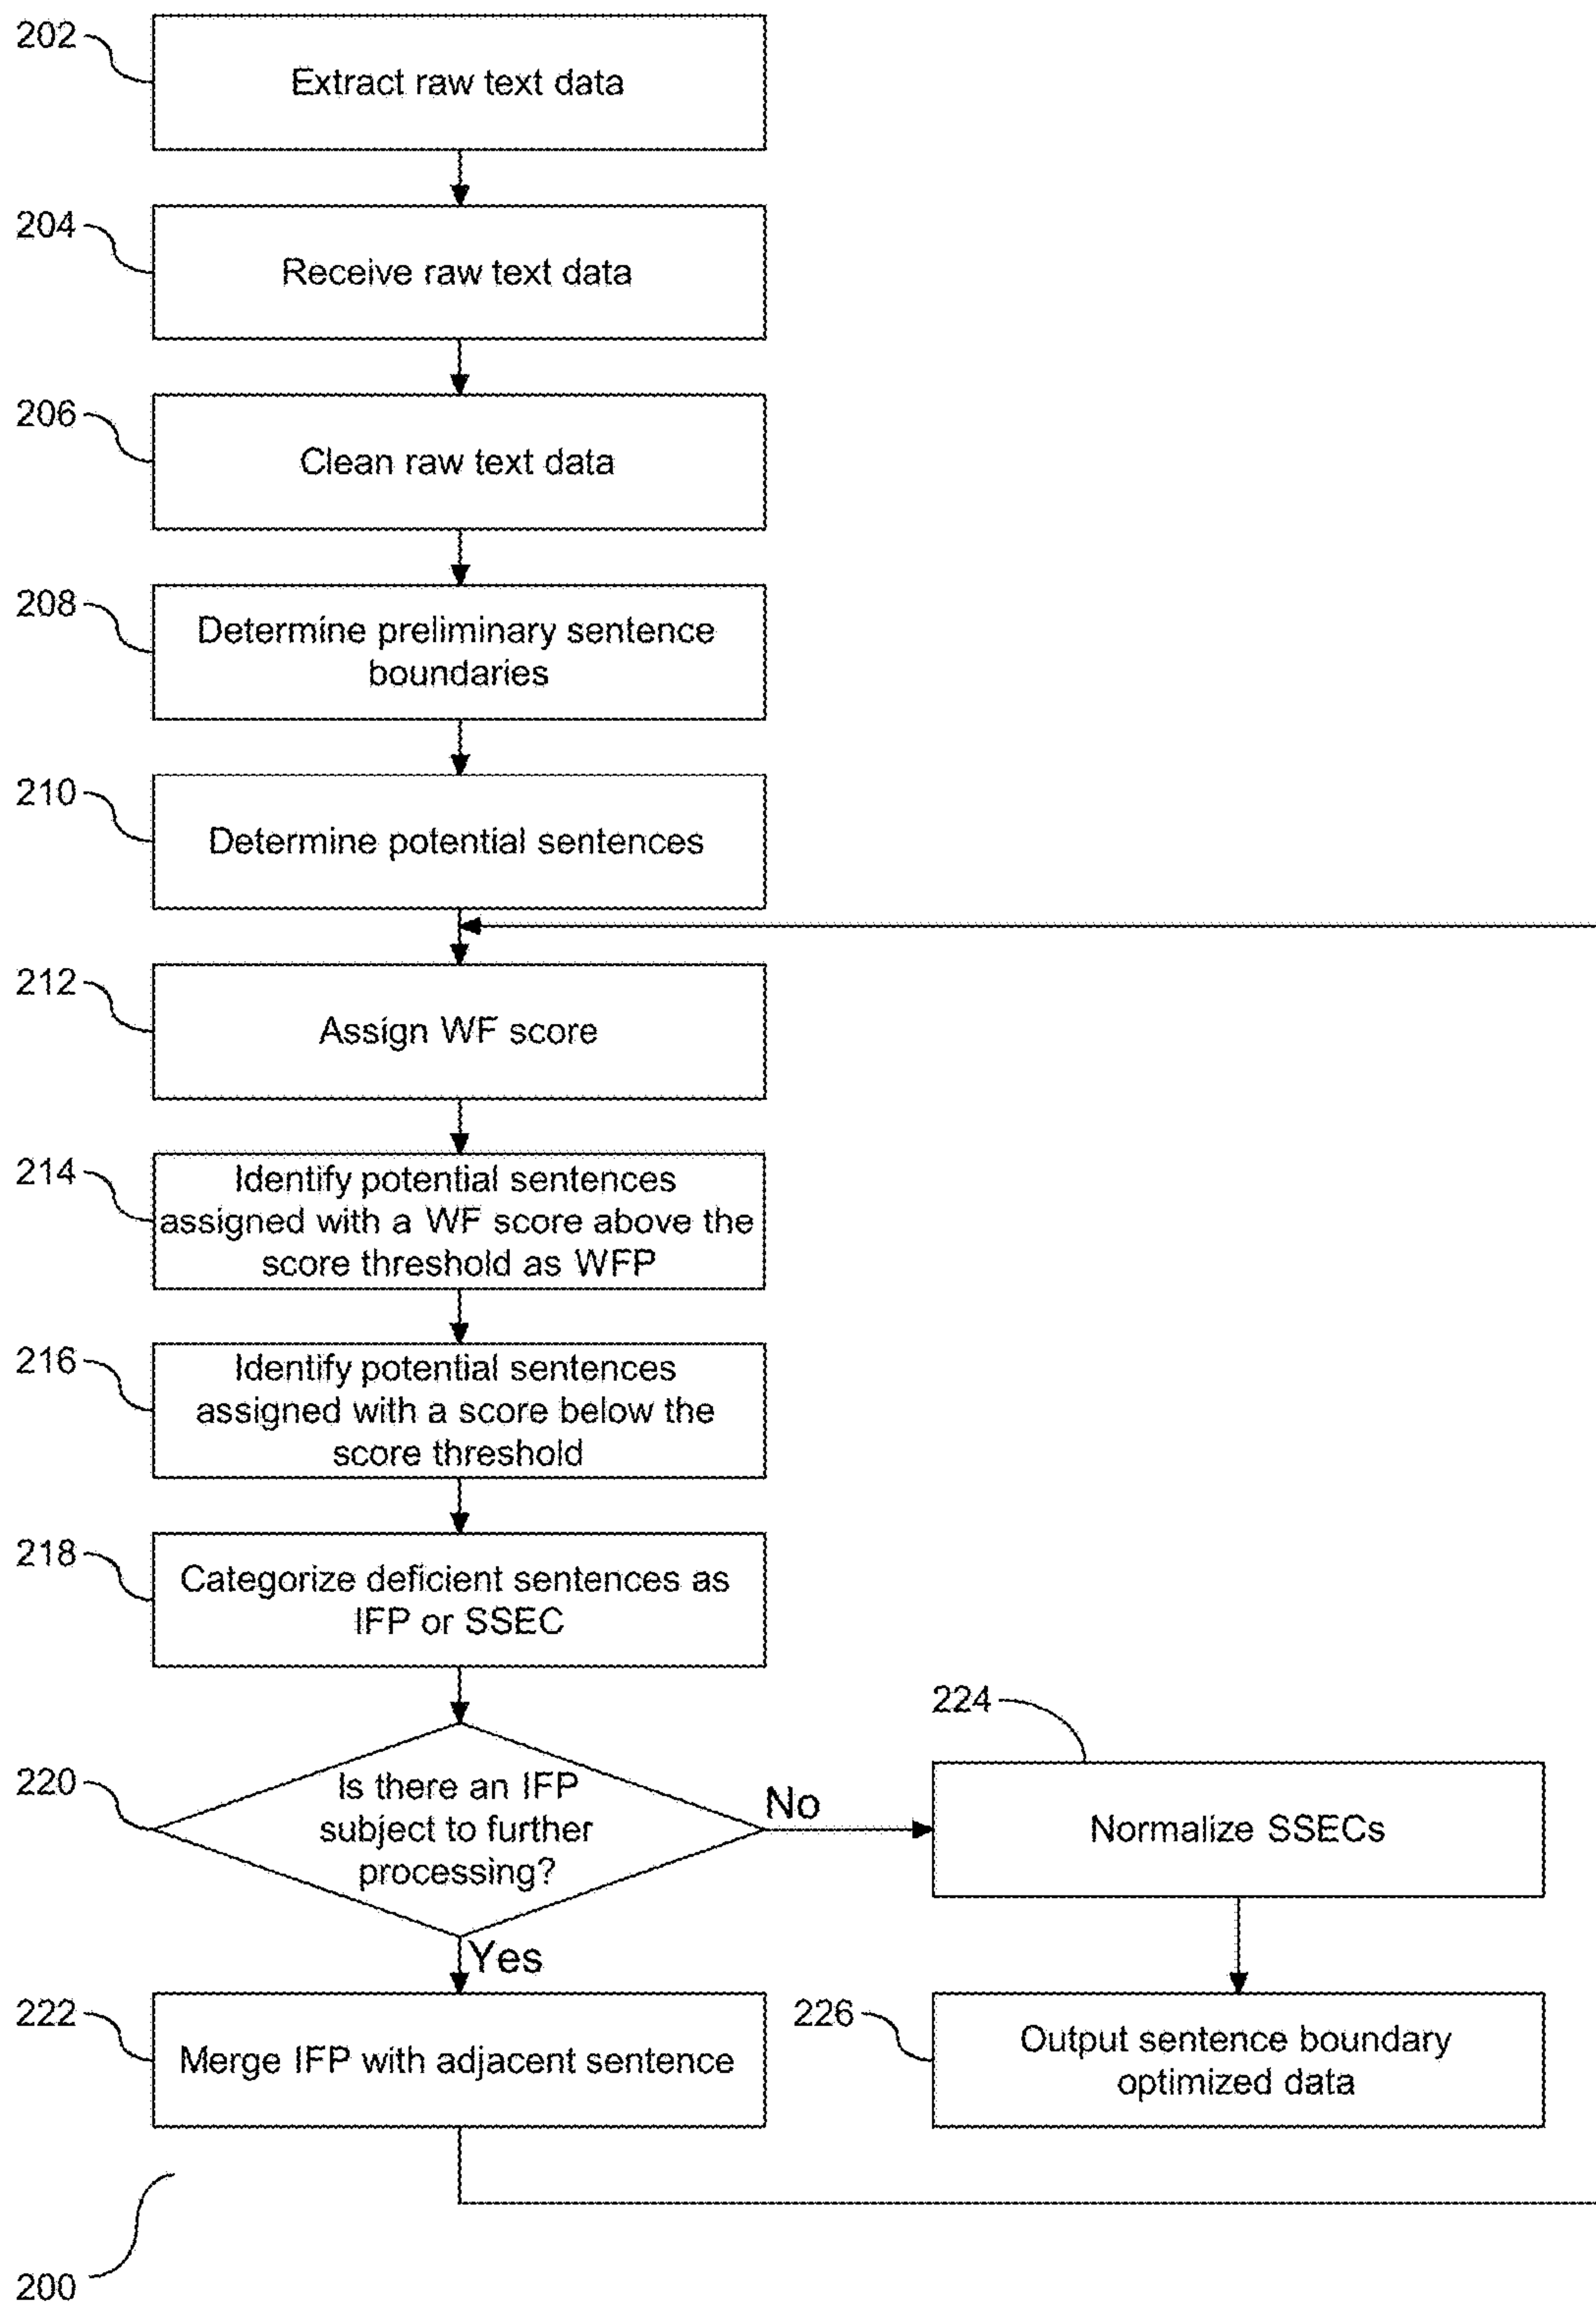 202
Extract raw text data
204
Receive raw text data
206
Clean raw text data
208
Determine preliminary sentence
boundaries
210
Determine potential sentences
212
Assign WF score
214
Identify potential sentences
assigned with a WF score above the
score threshold as WFP
216
Identify potential sentences
assigned with a score below the
score threshold
218
Categorize deficient sentences as
IFP or SSEC
220
Is there an IFP
subject to further
processing?
No
224
Normalize SSECs
Yes
222
Merge IFP with adjacent sentence
226
Output sentence boundary
optimized data
200